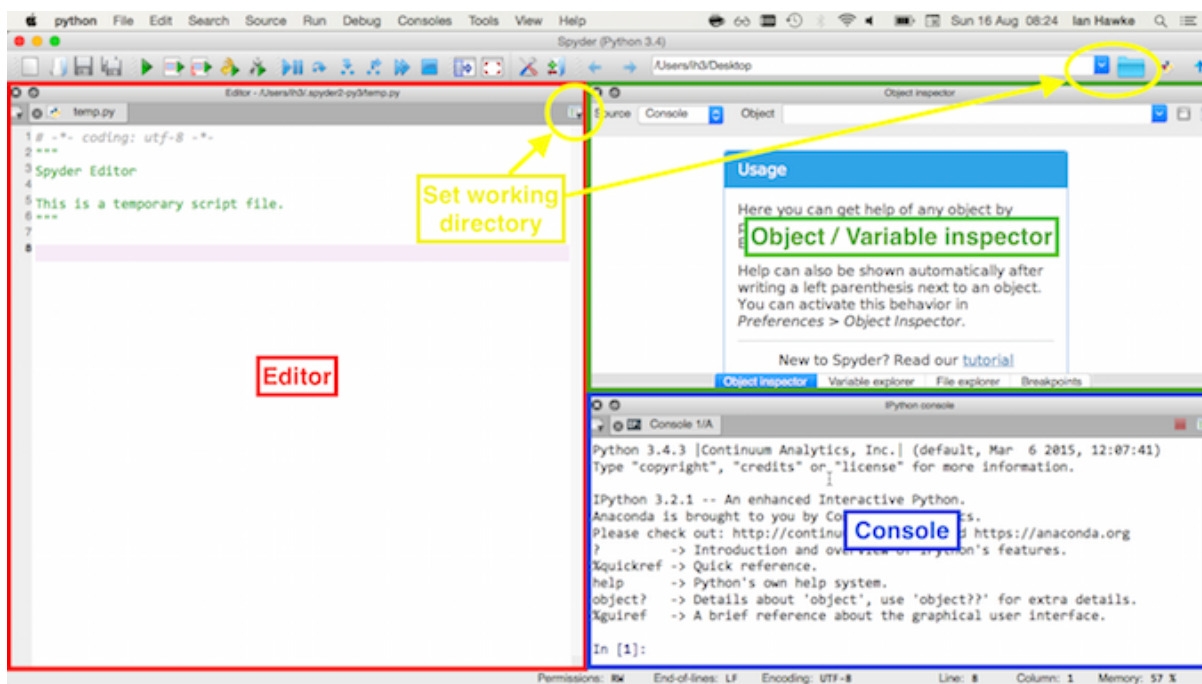 python File Edit Search Source Run Debug Consoles Tools View Help Sun 16 Aug 08:24 Ian Hawke
Spyder (Python 3.4)
/Users/ih3/Desktop
Editor - /Users/ih3/.spyder2-py3/temp.py
temp.py
1 # -*- coding: utf-8 -*-
2 """
3 Spyder Editor
4
5 This is a temporary script file.
6 """
7
8
Set working
directory
Editor
Object inspector
Source Console Object
Usage
Here you can get help of any object by
Object / Variable inspector
Help can also be shown automatically after
writing a left parenthesis next to an object.
You can activate this behavior in
Preferences > Object Inspector.
New to Spyder? Read our tutorial
Object inspector Variable explorer File explorer Breakpoints
IPython console
Console 1/A
Python 3.4.3 |Continuum Analytics, Inc.| (default, Mar 6 2015, 12:07:41)
Type "copyright", "credits" or "license" for more information.
IPython 3.2.1 -- An enhanced Interactive Python.
Anaconda is brought to you by
Please check out: https://anaconda.org
Console
? -> Introduction and IPython's features.
%quickref -> Quick reference.
help -> Python's own help system.
object? -> Details about 'object', use 'object??' for extra details.
%guiref -> A brief reference about the graphical user interface.
In [1]:
Permissions: RW End-of-lines: LF Encoding: UTF-8 Line: 8 Column: 1 Memory: 57 %